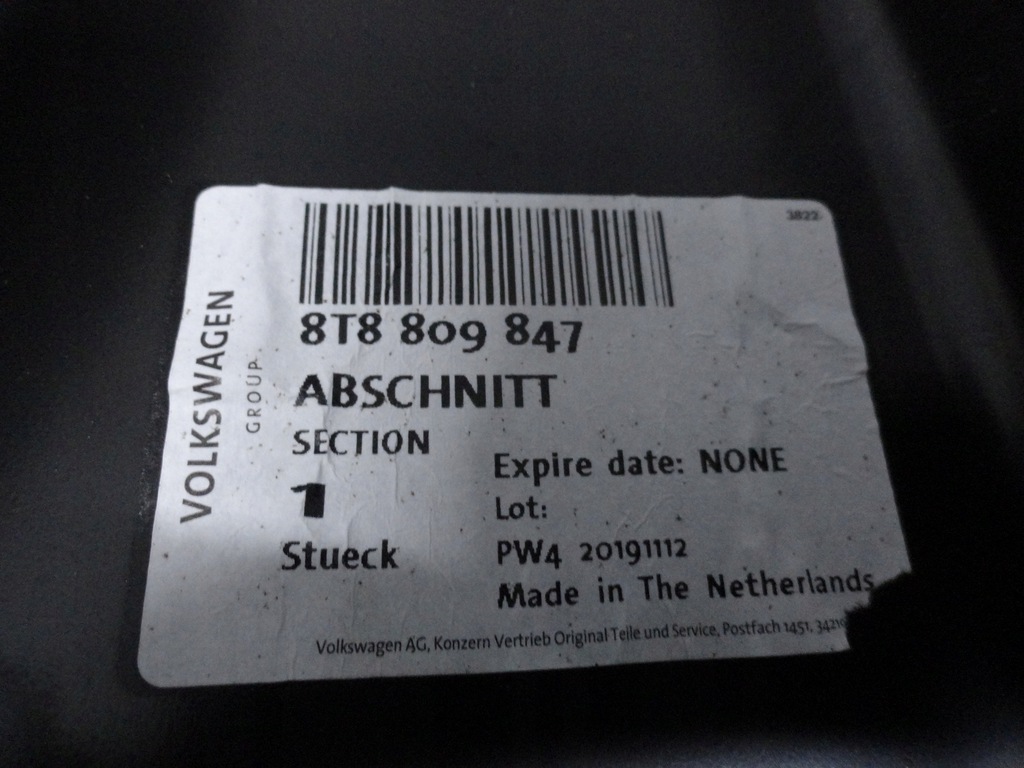 3822
8T8 809 847
ABSCHNITT
SECTION
1
Stueck
Expire date: NONE
Lot:
PW4 20191112
Made in The Netherlands
Volkswagen AG, Konzern Vertrieb Original Teile und Service, Postfach 1451,
VOLKSWAGEN
GROUP